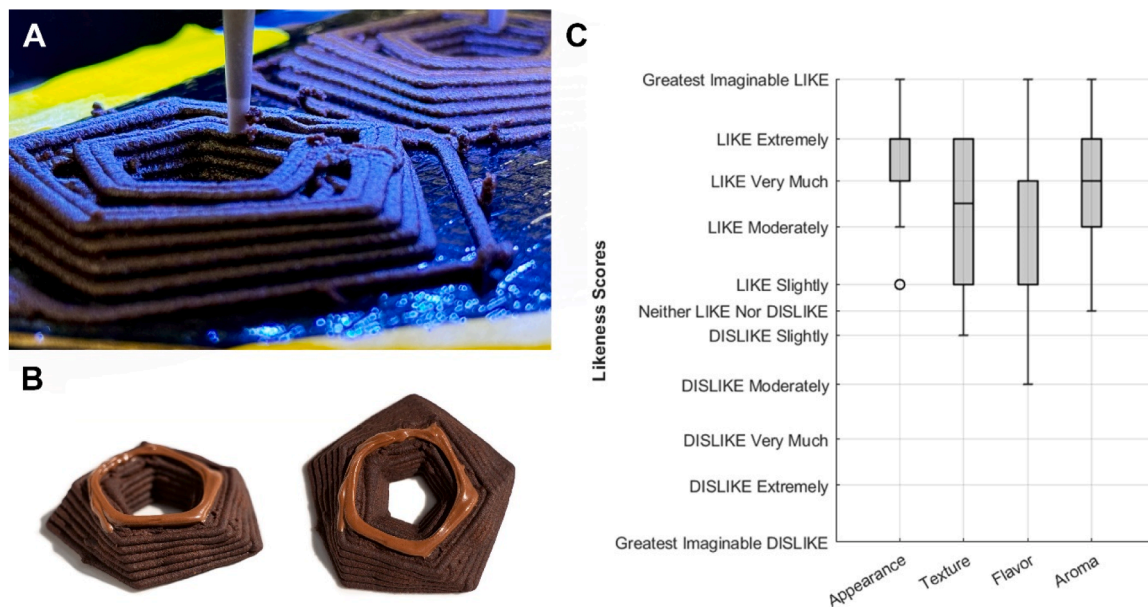 A
B
C
Likeness Scores
Greatest Imaginable LIKE
LIKE Extremely
LIKE Very Much
LIKE Moderately
LIKE Slightly
Neither LIKE Nor DISLIKE
DISLIKE Slightly
DISLIKE Moderately
DISLIKE Very Much
DISLIKE Extremely
Greatest Imaginable DISLIKE
Appearance
Texture
Flavor
Aroma